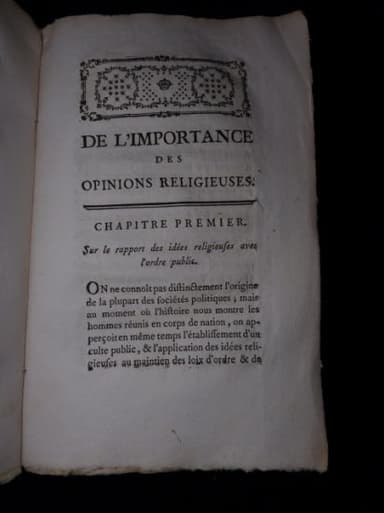 DE L'IMPORTANCE
DES
OPINIONS RELIGIEUSES.
CHAPITRE PREMIER.
Sur le rapport des idées religieuses avec
l'ordre public.
ON ne connoît pas distinctement l'origine
de la plupart des sociétés politiques ; mais
au moment où l'histoire nous montre les
hommes réunis en corps de nation, on ap-
perçoit en même temps l'établissement d'un
culte public, & l'application des idées reli-
gieuses au maintien des loix d'ordre & de